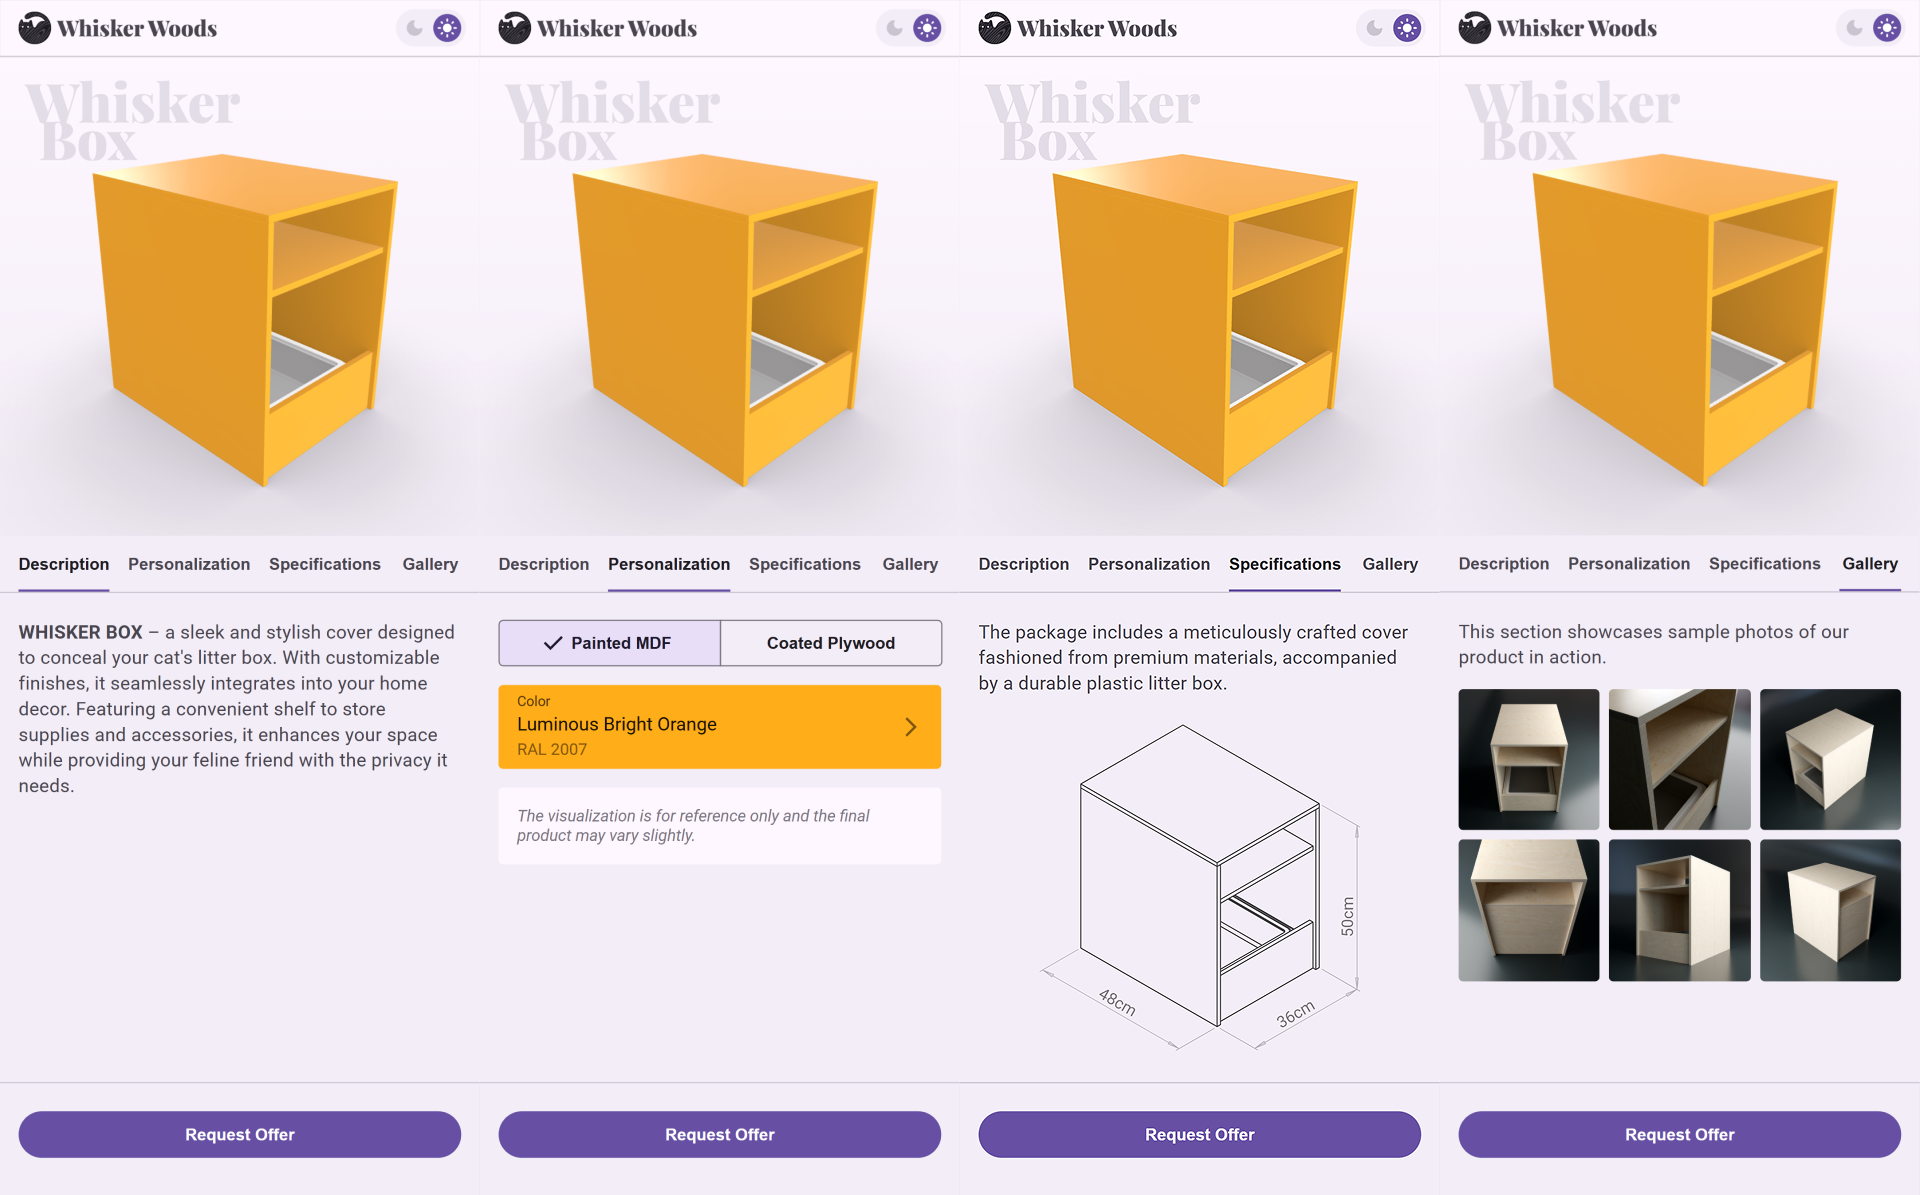 Whisker Woods
Whisker
Box
Description Personalization Specifications Gallery
WHISKER BOX – a sleek and stylish cover designed
to conceal your cat's litter box. With customizable
finishes, it seamlessly integrates into your home
decor. Featuring a convenient shelf to store
supplies and accessories, it enhances your space
while providing your feline friend with the privacy it
needs.
Request Offer
Whisker Woods
Whisker
Box
Description Personalization Specifications Gallery
Painted MDF Coated Plywood
Color
Luminous Bright Orange
RAL 2007
The visualization is for reference only and the final
product may vary slightly.
Request Offer
Whisker Woods
Whisker
Box
Description Personalization Specifications Gallery
The package includes a meticulously crafted cover
fashioned from premium materials, accompanied
by a durable plastic litter box.
50cm
48cm
36cm
Request Offer
Whisker Woods
Whisker
Box
Description Personalization Specifications Gallery
This section showcases sample photos of our
product in action.
Request Offer